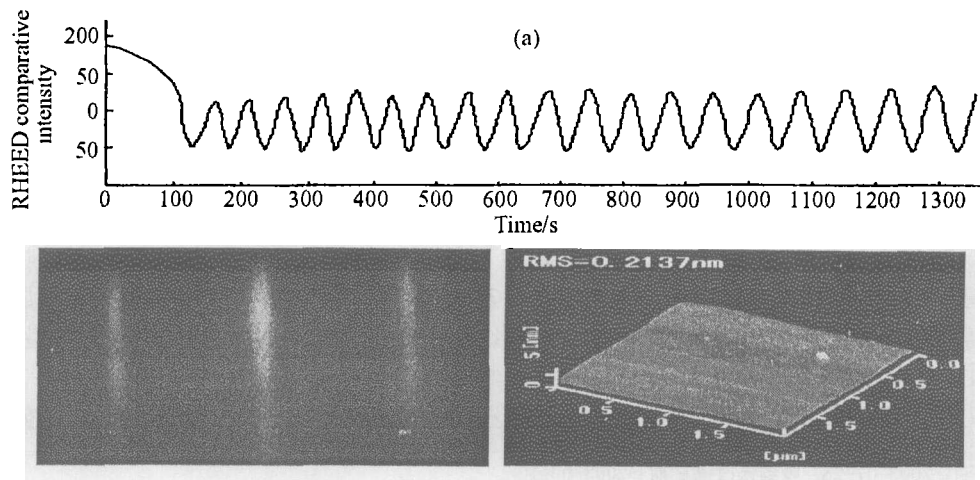 (a)
RHEED comparative
intensity
200
50
0
50
0 100 200 300 400 500 600 700 800 900 1000 1100 1200 1300
Time/s
RMS=0.2137nm
0 5[nm]
0.5
1.0
1.5
0.0
0.5
1.0
1.5
[μm]